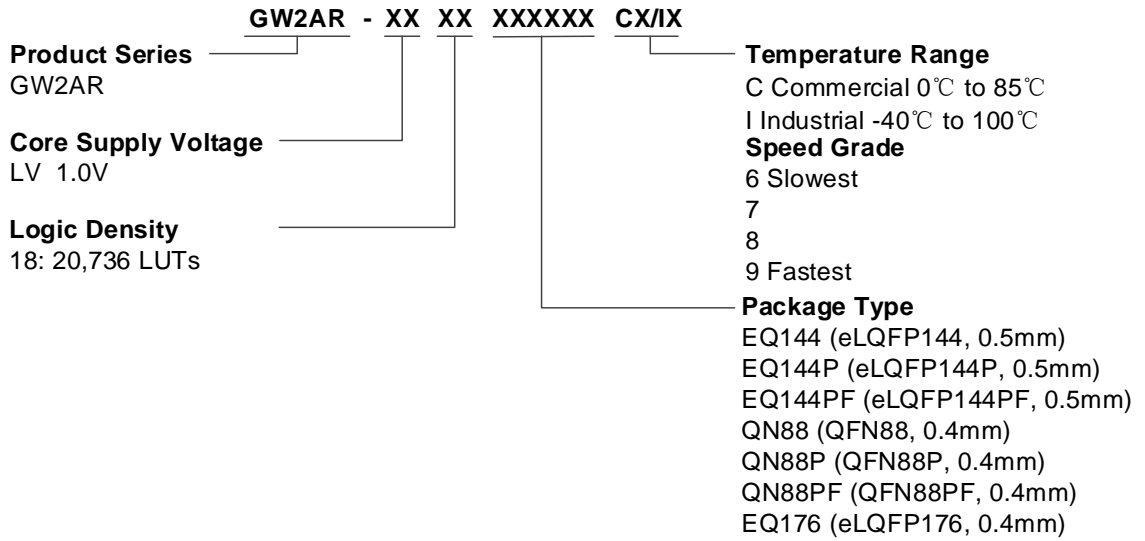 GW2AR - XX XX XXXXXX CX/IX
Product Series
GW2AR
Core Supply Voltage
LV 1.0V
Logic Density
18: 20,736 LUTs
Temperature Range
C Commercial 0℃ to 85℃
I Industrial -40℃ to 100℃
Speed Grade
6 Slowest
7
8
9 Fastest
Package Type
EQ144 (eLQFP144, 0.5mm)
EQ144P (eLQFP144P, 0.5mm)
EQ144PF (eLQFP144PF, 0.5mm)
QN88 (QFN88, 0.4mm)
QN88P (QFN88P, 0.4mm)
QN88PF (QFN88PF, 0.4mm)
EQ176 (eLQFP176, 0.4mm)